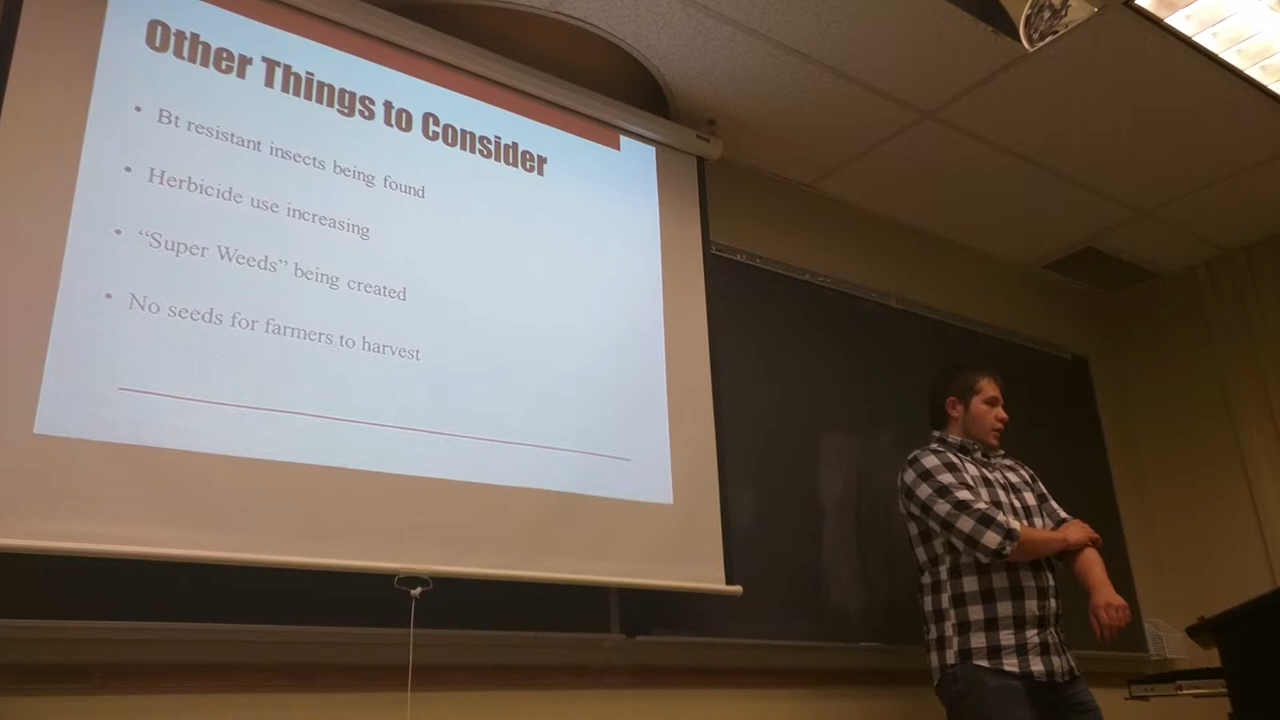 Other Things to Consider
• Bt resistant insects being found
• Herbicide use increasing
• “Super Weeds” being created
• No seeds for farmers to harvest